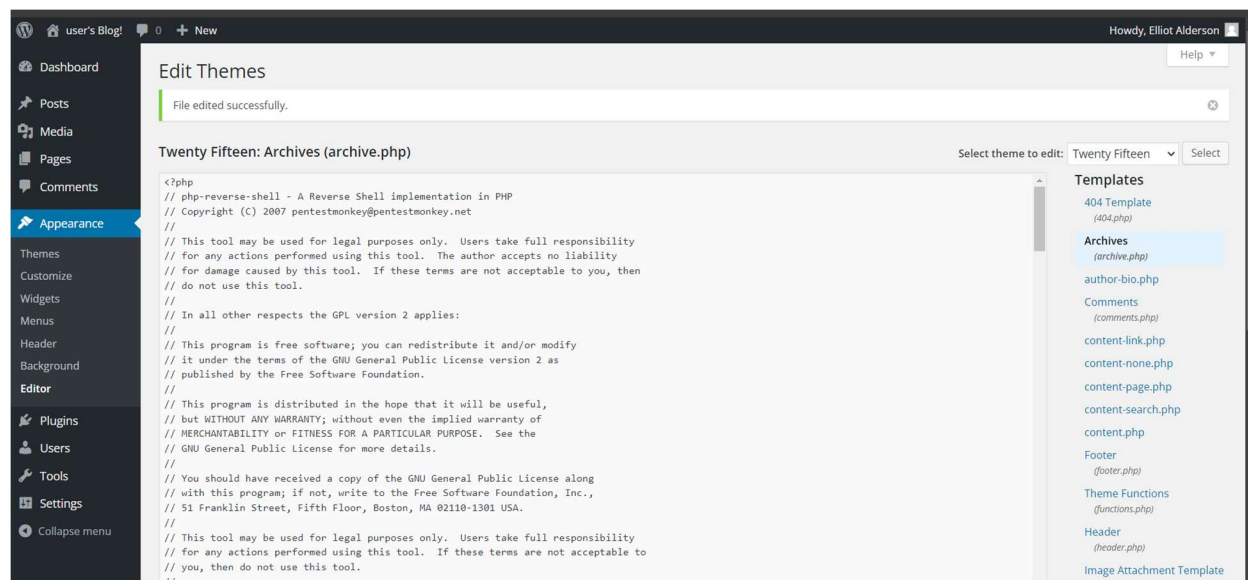 user's Blog! 0 New Howdy, Elliot Alderson
Help
Dashboard
Posts
Media
Pages
Comments
Appearance
Themes
Customize
Widgets
Menus
Header
Background
Editor
Plugins
Users
Tools
Settings
Collapse menu
Edit Themes
File edited successfully.
Twenty Fifteen: Archives (archive.php)
Select theme to edit: Twenty Fifteen Select
<?php
// php-reverse-shell - A Reverse Shell implementation in PHP
// Copyright (C) 2007 pentestmonkey@pentestmonkey.net
//
// This tool may be used for legal purposes only.  Users take full responsibility
// for any actions performed using this tool.  The author accepts no liability
// for damage caused by this tool.  If these terms are not acceptable to you, then
// do not use this tool.
//
// In all other respects the GPL version 2 applies:
//
// This program is free software; you can redistribute it and/or modify
// it under the terms of the GNU General Public License version 2 as
// published by the Free Software Foundation.
//
// This program is distributed in the hope that it will be useful,
// but WITHOUT ANY WARRANTY; without even the implied warranty of
// MERCHANTABILITY or FITNESS FOR A PARTICULAR PURPOSE.  See the
// GNU General Public License for more details.
//
// You should have received a copy of the GNU General Public License along
// with this program; if not, write to the Free Software Foundation, Inc.,
// 51 Franklin Street, Fifth Floor, Boston, MA 02110-1301 USA.
//
// This tool may be used for legal purposes only.  Users take full responsibility
// for any actions performed using this tool.  If these terms are not acceptable to
// you, then do not use this tool.
//
Templates
404 Template
(404.php)
Archives
(archive.php)
author-bio.php
Comments
(comments.php)
content-link.php
content-none.php
content-page.php
content-search.php
content.php
Footer
(footer.php)
Theme Functions
(functions.php)
Header
(header.php)
Image Attachment Template